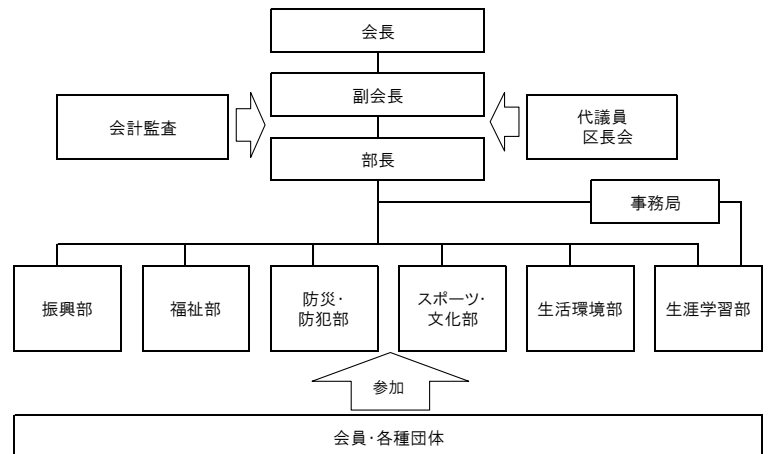 会長
副会長
会計監査
代議員
区長会
部長
事務局
振興部
福祉部
防災・
防犯部
スポーツ・
文化部
生活環境部
生涯学習部
参加
会員・各種団体